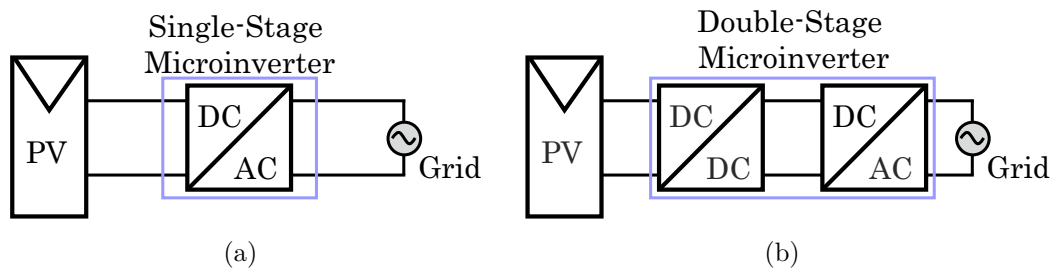 Single-Stage
Microinverter
PV
DC
AC
Grid
(a)
Double-Stage
Microinverter
PV
DC
DC
DC
AC
Grid
(b)